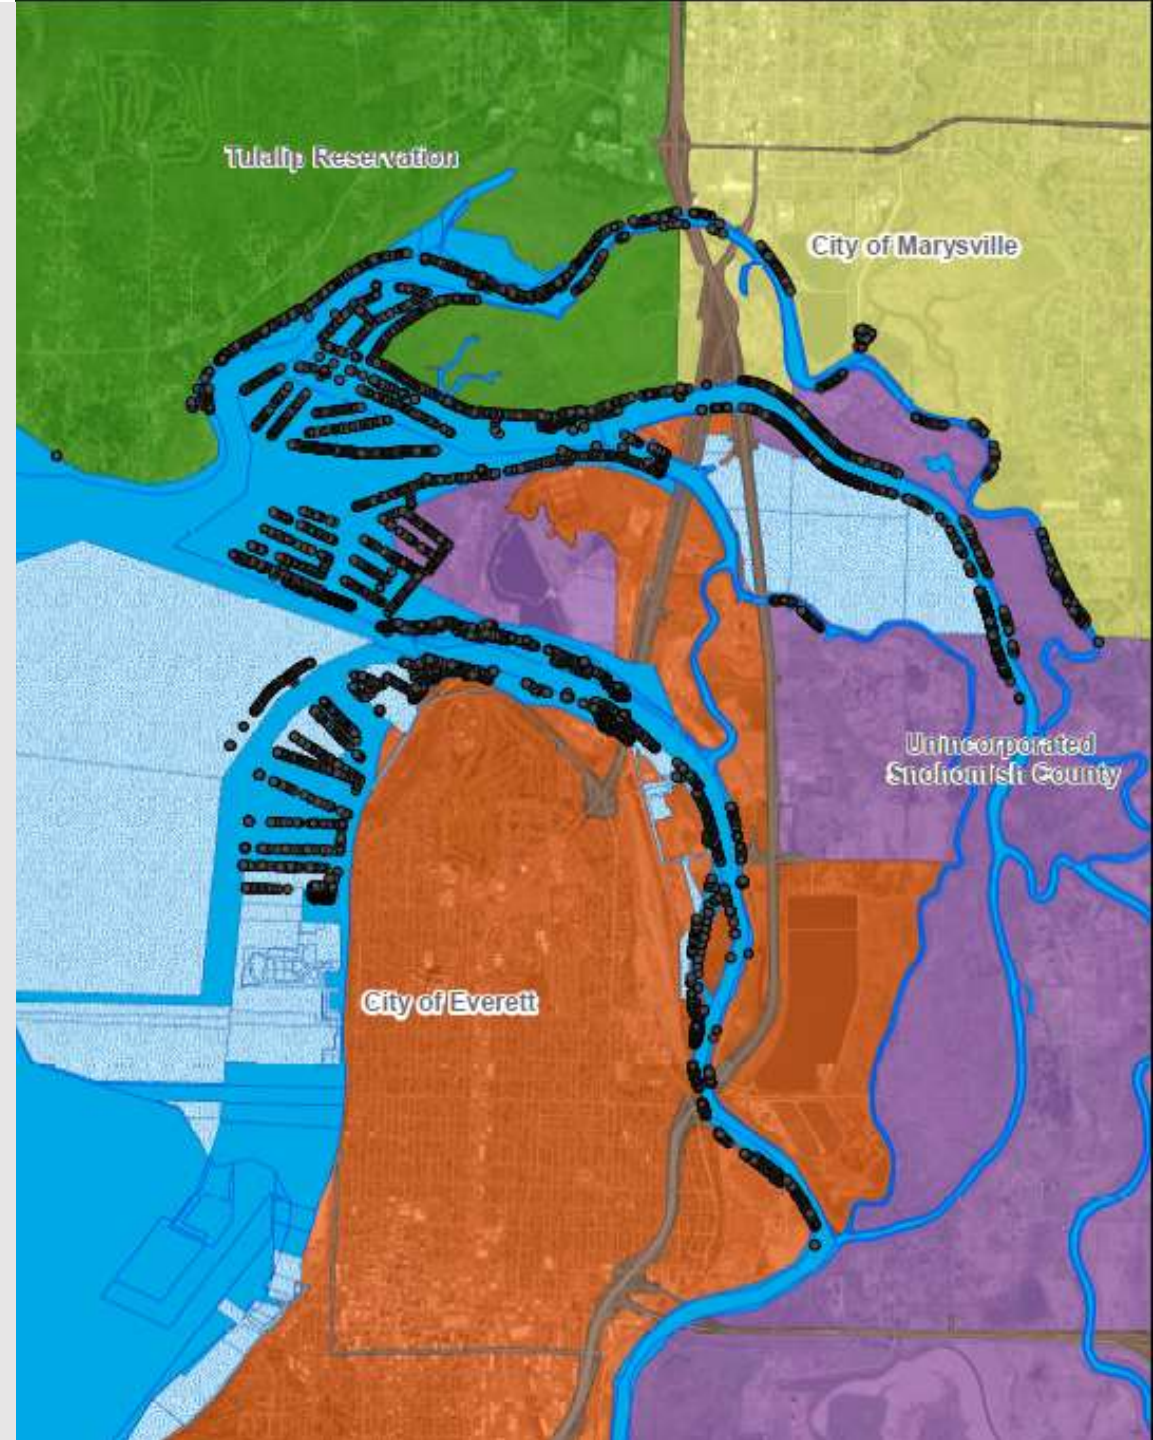 Tulalip Reservation
City of Marysville
Unincorporated
Snohomish County
City of Everett